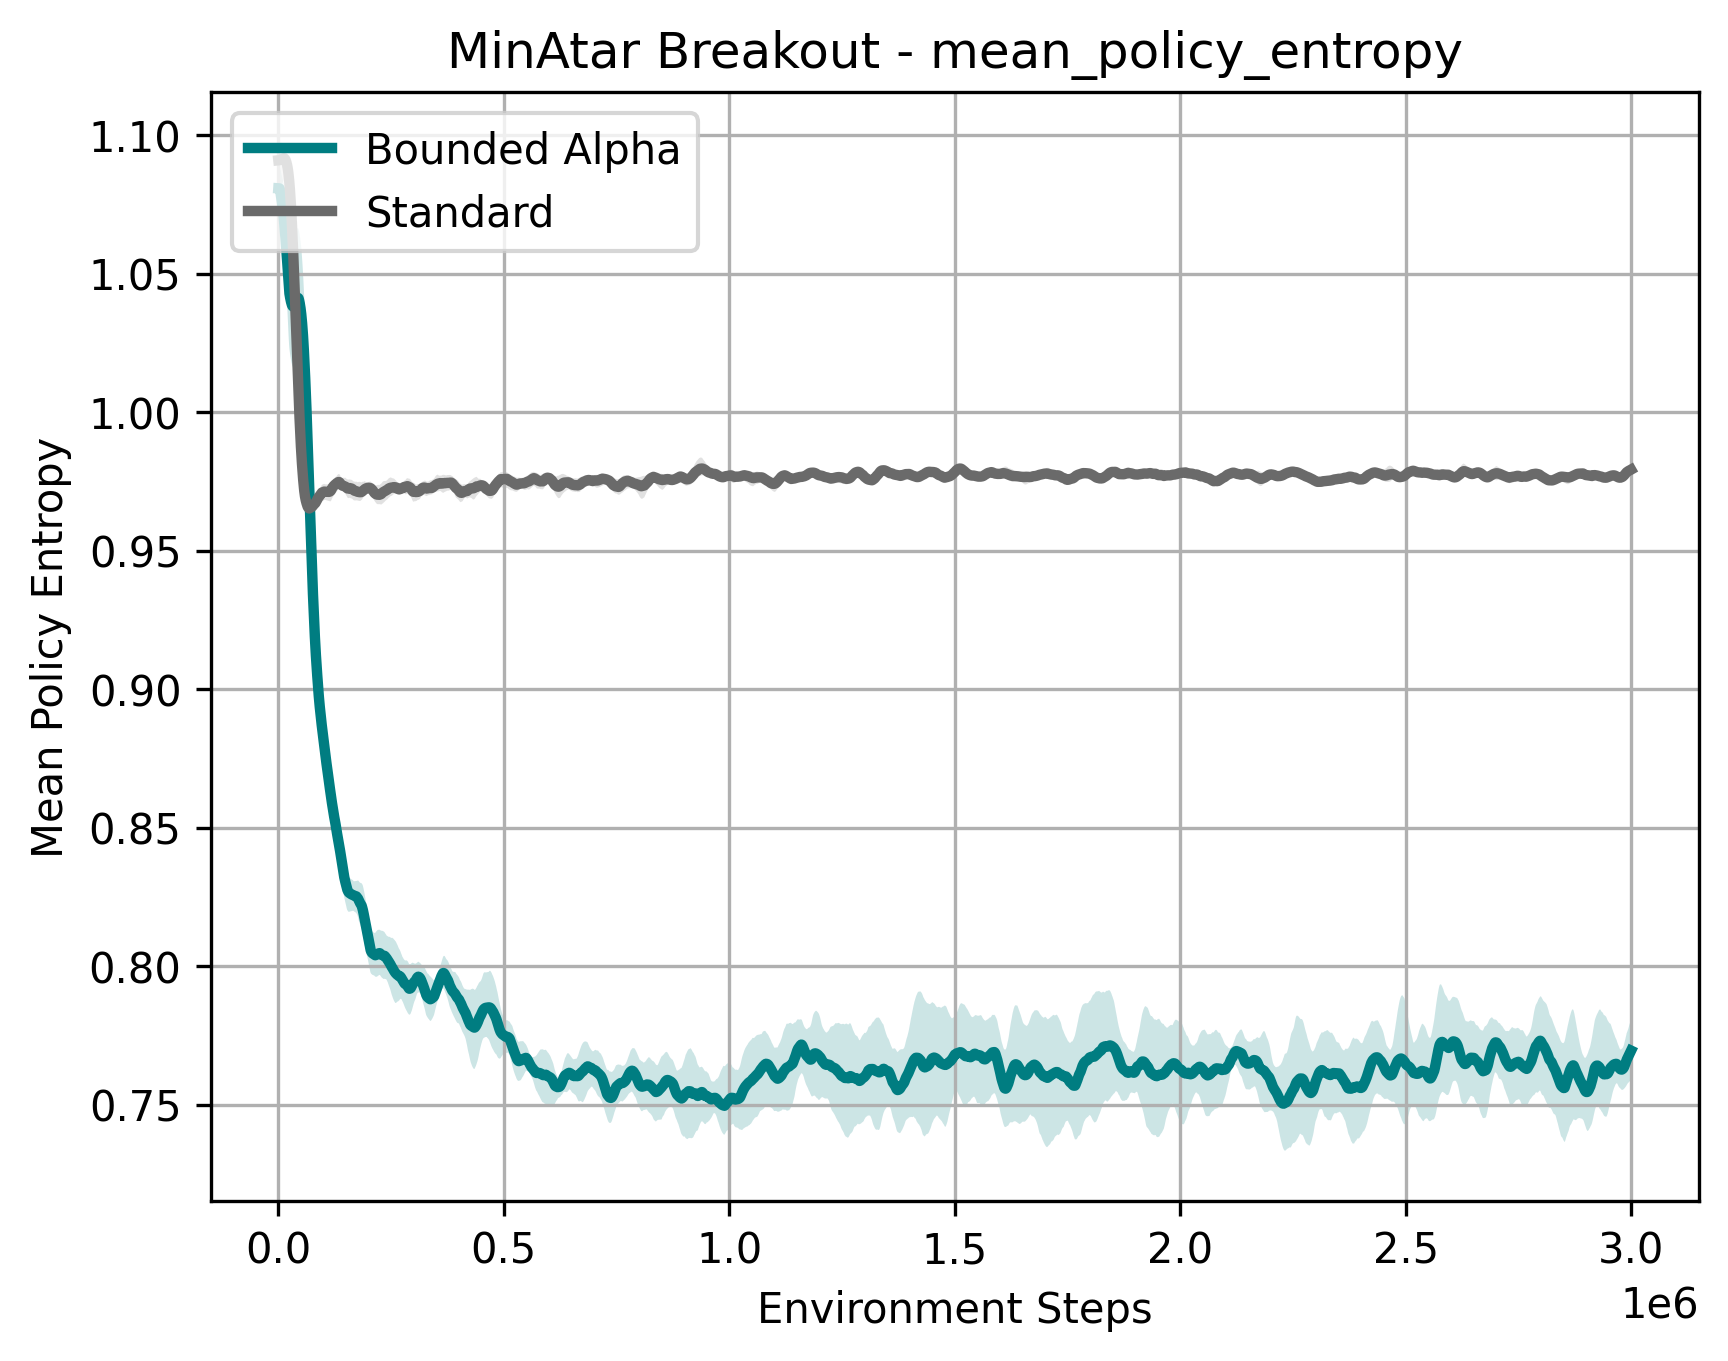 MinAtar Breakout - mean_policy_entropy
Bounded Alpha
Standard
Mean Policy Entropy
1.10
1.05
1.00
0.95
0.90
0.85
0.80
0.75
0.0 0.5 1.0 1.5 2.0 2.5 3.0
1e6
Environment Steps